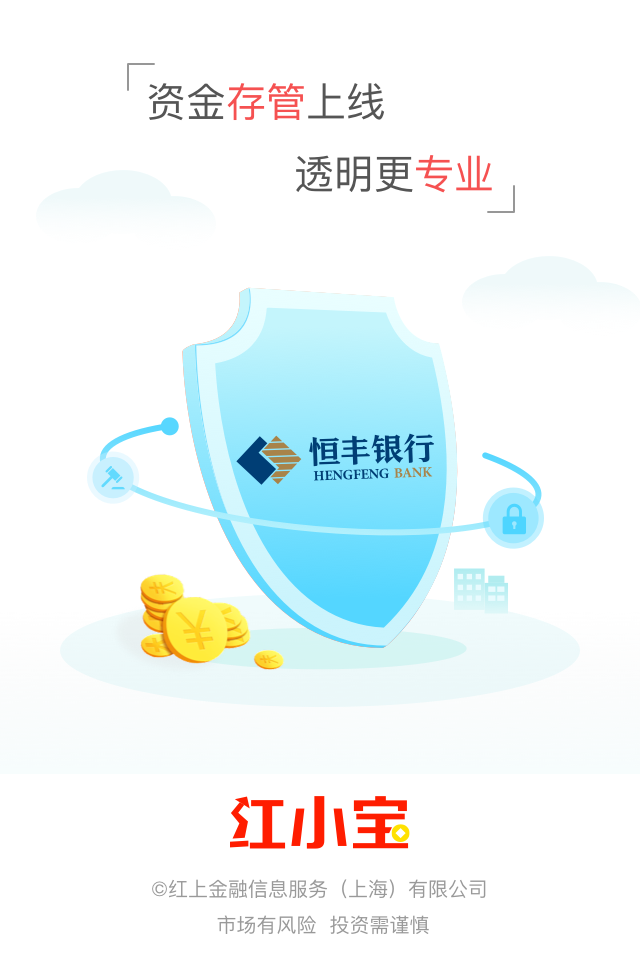 资金存管上线
透明更专业
恒丰银行
HENGFENG BANK
红小宝
©红上金融信息服务（上海）有限公司
市场有风险 投资需谨慎